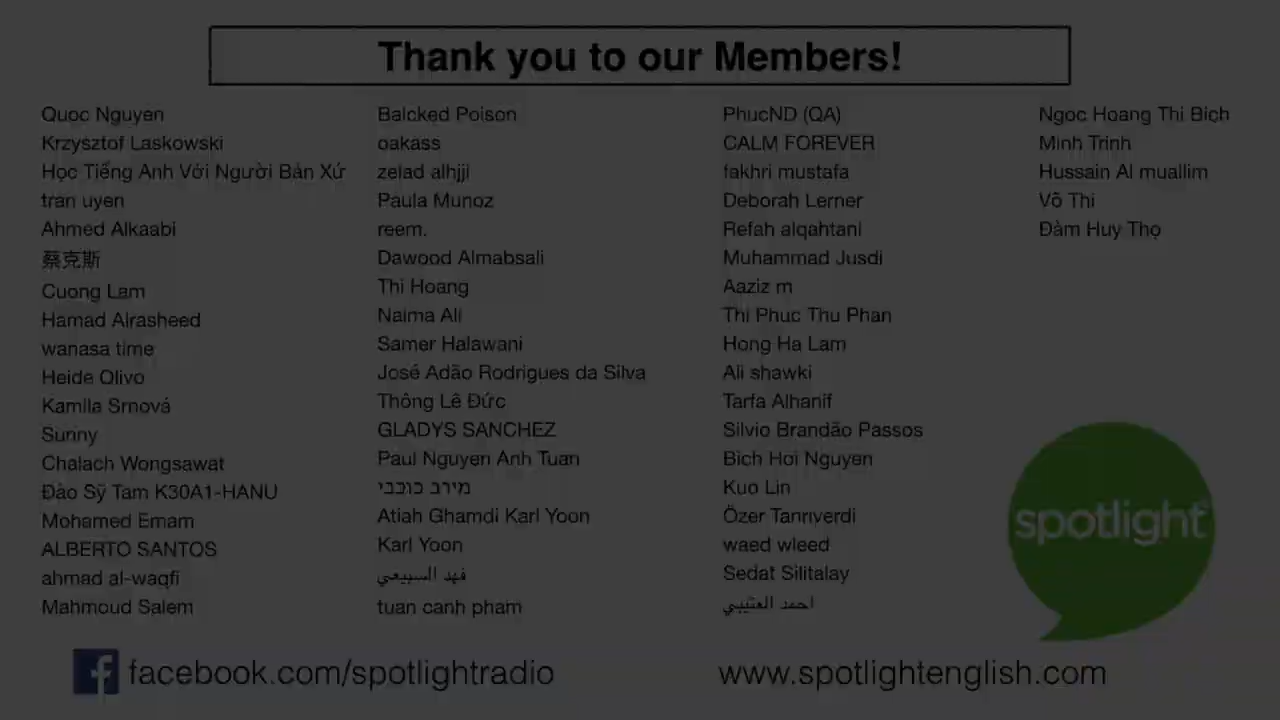 Thank you to our Members!
Quoc Nguyen
Krzysztof Laskowski
Học Tiếng Anh Với Người Bản Xứ
tran uyen
Ahmed Alkaabi
蔡克斯
Cuong Lam
Hamad Alrasheed
wanasa time
Heide Olivo
Kamila Srnová
Sunny
Chalach Wongsawat
Đào Sỹ Tam K30A1-HANU
Mohamed Emam
ALBERTO SANTOS
ahmad al-waqfi
Mahmoud Salem
Balcked Poison
oakass
zeiad alhjji
Paula Munoz
reem.
Dawood Almabsali
Thi Hoang
Naima Ali
Samer Halawani
José Adão Rodrigues da Silva
Thông Lê Đức
GLADYS SANCHEZ
Paul Nguyen Anh Tuan
מירב כוכבי
Atiah Ghamdi Karl Yoon
Karl Yoon
فهد السبيعي
tuan canh pham
PhucND (QA)
CALM FOREVER
fakhri mustafa
Deborah Lerner
Refah alqahtani
Muhammad Jusdi
Aaziz m
Thi Phuc Thu Phan
Hong Ha Lam
Ali shawki
Tarfa Alhanif
Silvio Brandão Passos
Bich Hoi Nguyen
Kuo Lin
Özer Tanrıverdi
waed wleed
Sedat Silitalay
احمد العتيبي
Ngoc Hoang Thi Bich
Minh Trinh
Hussain Al muallim
Võ Thi
Đàm Huy Thọ
spotlight
facebook.com/spotlightradio
www.spotlightenglish.com